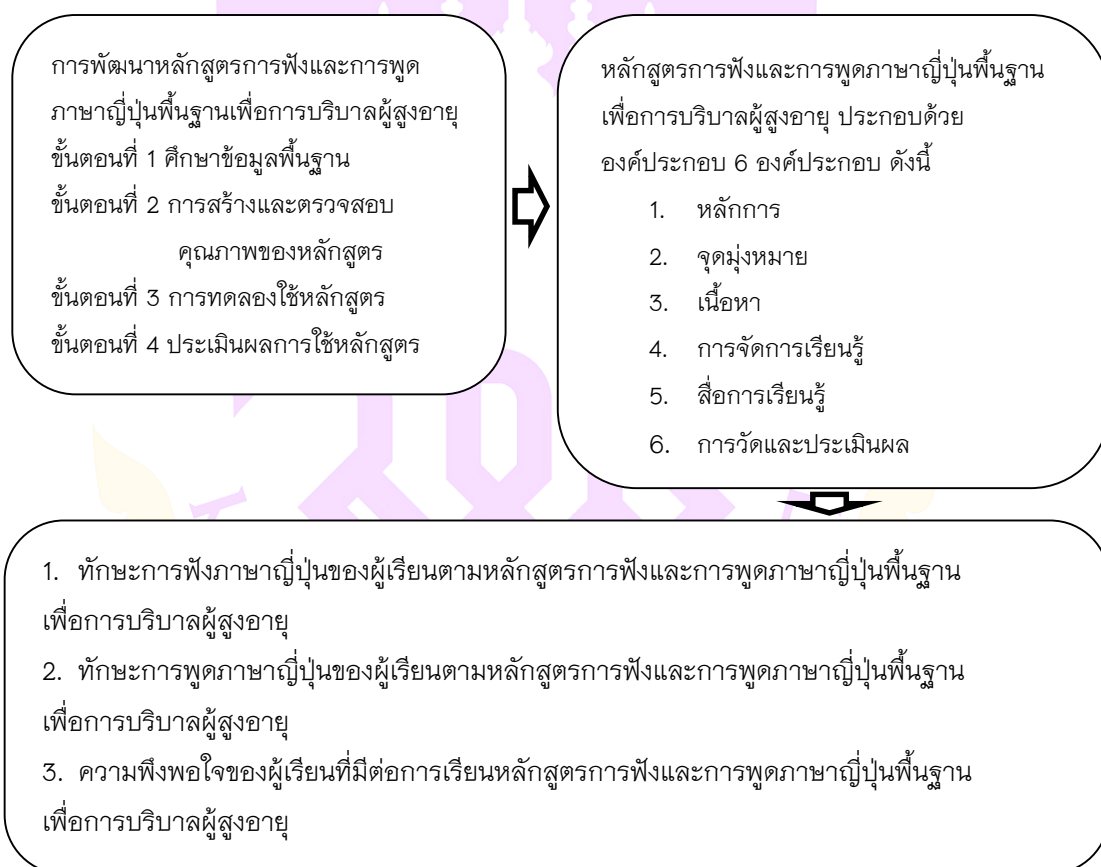 การพัฒนาหลักสูตรการฟังและการพูด
ภาษาญี่ปุ่นพื้นฐานเพื่อการบริบาลผู้สูงอายุ
ขั้นตอนที่ 1 ศึกษาข้อมูลพื้นฐาน
ขั้นตอนที่ 2 การสร้างและตรวจสอบ
คุณภาพของหลักสูตร
ขั้นตอนที่ 3 การทดลองใช้หลักสูตร
ขั้นตอนที่ 4 ประเมินผลการใช้หลักสูตร
หลักสูตรการฟังและการพูดภาษาญี่ปุ่นพื้นฐาน
เพื่อการบริบาลผู้สูงอายุ ประกอบด้วย
องค์ประกอบ 6 องค์ประกอบ ดังนี้
1. หลักการ
2. จุดมุ่งหมาย
3. เนื้อหา
4. การจัดการเรียนรู้
5. สื่อการเรียนรู้
6. การวัดและประเมินผล
1. ทักษะการฟังภาษาญี่ปุ่นของผู้เรียนตามหลักสูตรการฟังและการพูดภาษาญี่ปุ่นพื้นฐาน
เพื่อการบริบาลผู้สูงอายุ
2. ทักษะการพูดภาษาญี่ปุ่นของผู้เรียนตามหลักสูตรการฟังและการพูดภาษาญี่ปุ่นพื้นฐาน
เพื่อการบริบาลผู้สูงอายุ
3. ความพึงพอใจของผู้เรียนที่มีต่อการเรียนหลักสูตรการฟังและการพูดภาษาญี่ปุ่นพื้นฐาน
เพื่อการบริบาลผู้สูงอายุ